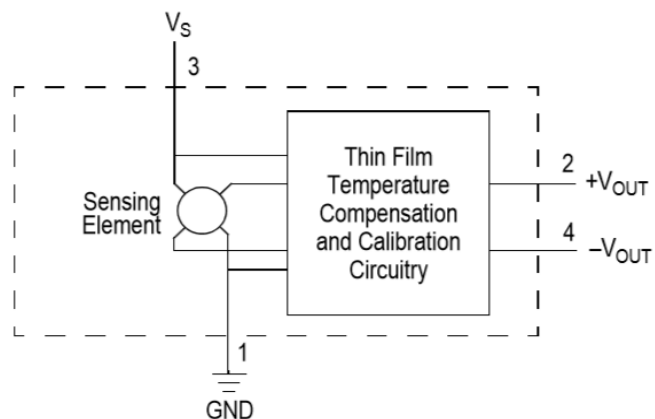 V_S
3
Thin Film
Temperature
Compensation
and Calibration
Circuitry
Sensing
Element
2
+V_OUT
4
–V_OUT
1
GND